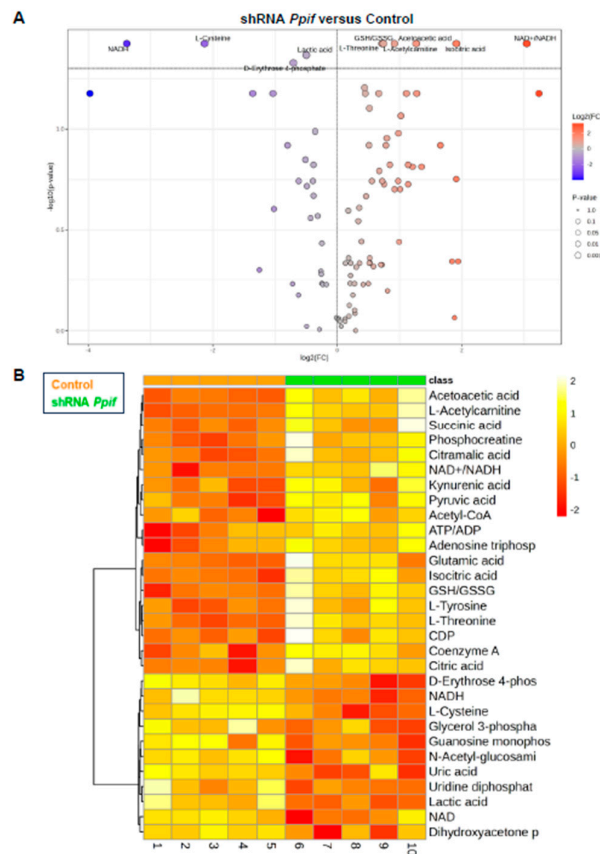 A
shRNA Ppif versus Control
NADH
L-Cysteine
Lactic acid
D-Erythrose 4-phosphate
GSH/GSSG
Acetoacetic acid
L-Threonine
L-Acetylcarnitine
Isocitric acid
NAD+/NADH
-log10(p-value)
1.0
0.1
0.0
-4
-2
0
2
log2(FC)
Log2(FC)
2
0
-2
P-value
1.0
0.1
0.05
0.01
B
Control
shRNA Ppif
class
Acetoacetic acid
L-Acetylcarnitine
Succinic acid
Phosphocreatine
Citramalic acid
NAD+/NADH
Kynurenic acid
Pyruvic acid
Acetyl-CoA
ATP/ADP
Adenosine triphosp
Glutamic acid
Isocitric acid
GSH/GSSG
L-Tyrosine
L-Threonine
CDP
Coenzyme A
Citric acid
D-Erythrose 4-phos
NADH
L-Cysteine
Glycerol 3-phospha
Guanosine monophos
N-Acetyl-glucosami
Uric acid
Uridine diphosphat
Lactic acid
NAD
Dihydroxyacetone p
1 2 3 4 5 6 7 8 9 10
2
1
0
-1
-2